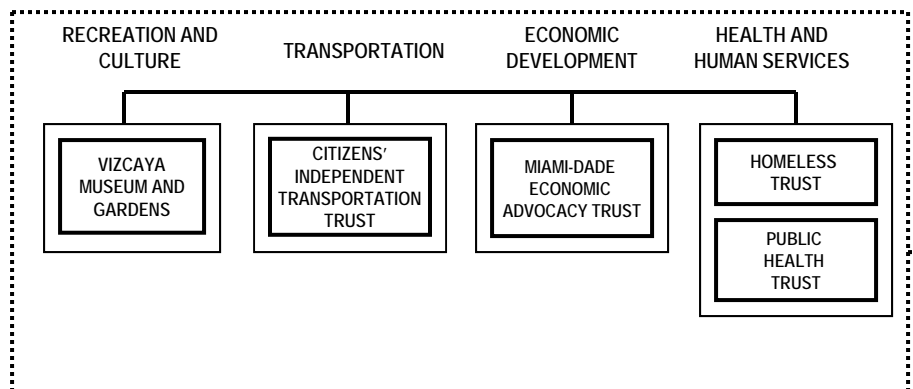 RECREATION AND
CULTURE
TRANSPORTATION
ECONOMIC
DEVELOPMENT
HEALTH AND
HUMAN SERVICES
VIZCAYA
MUSEUM AND
GARDENS
CITIZENS'
INDEPENDENT
TRANSPORTATION
TRUST
MIAMI-DADE
ECONOMIC
ADVOCACY TRUST
HOMELESS
TRUST
PUBLIC
HEALTH
TRUST